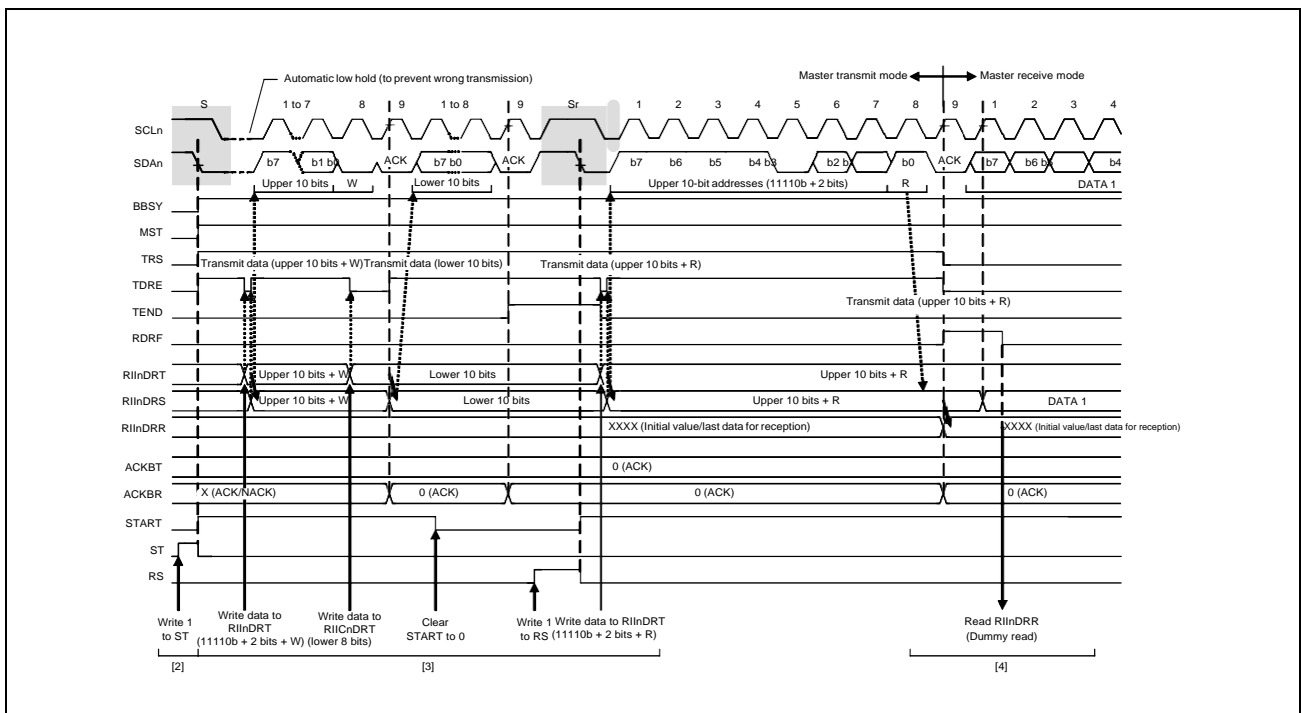 Automatic low hold (to prevent wrong transmission)
Master transmit mode Master receive mode
S 1 to 7 8 9 1 to 8 9 Sr 1 2 3 4 5 6 7 8 9 1 2 3 4
SCLn
SDAn b7 b1 b0 ACK b7 b0 ACK b7 b6 b5 b4 b3 b2 b0 ACK b7 b6 b4
Upper 10 bits W Lower 10 bits Upper 10-bit addresses (11110b + 2 bits) R DATA 1
BBSY
MST
TRS
Transmit data (upper 10 bits + W) Transmit data (lower 10 bits) Transmit data (upper 10 bits + R)
TDRE
Transmit data (upper 10 bits + R)
TEND
RDRF
RIInDRT Upper 10 bits + W Lower 10 bits Upper 10 bits + R
RIInDRS Upper 10 bits + W Lower 10 bits Upper 10 bits + R DATA 1
RIInDRR XXXX (Initial value/last data for reception) XXXX (Initial value/last data for reception)
ACKBT 0 (ACK)
ACKBR X (ACK/NACK) 0 (ACK) 0 (ACK) 0 (ACK)
START
ST
RS
Write 1 to ST
Write data to RIInDRT (11110b + 2 bits + W)
Write data to RIICnDRT (lower 8 bits)
Clear START to 0
Write 1 to RS
Write data to RIInDRT (11110b + 2 bits + R)
Read RIInDRR (Dummy read)
[2] [3] [4]